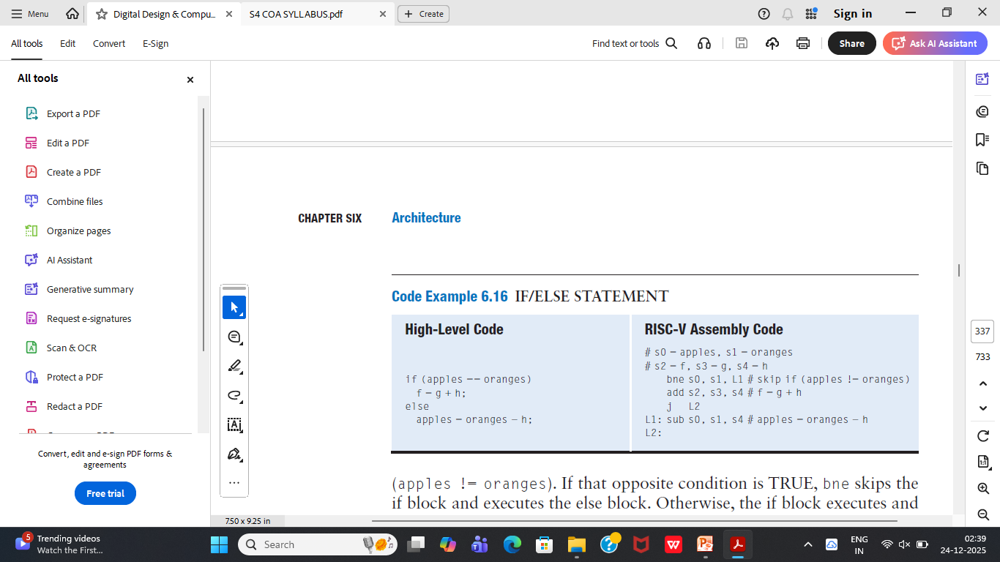 Menu
Digital Design & Compu...
S4 COA SYLLABUS.pdf
Create
Sign in
All tools
Edit
Convert
E-Sign
Find text or tools
Share
Ask AI Assistant
All tools
Export a PDF
Edit a PDF
Create a PDF
Combine files
Organize pages
AI Assistant
Generative summary
Request e-signatures
Scan & OCR
Protect a PDF
Redact a PDF
Convert, edit and e-sign PDF forms &
agreements
Free trial
CHAPTER SIX Architecture
Code Example 6.16 IF/ELSE STATEMENT
High-Level Code
if (apples == oranges)
f = g + h;
else
apples = oranges − h;
RISC-V Assembly Code
# s0 = apples, s1 = oranges
# s2 = f, s3 = g, s4 = h
bne s0, s1, L1 # skip if (apples != oranges)
add s2, s3, s4 # f = g + h
j L2
L1: sub s0, s1, s4 # apples = oranges − h
L2:
(apples != oranges). If that opposite condition is TRUE, bne skips the
if block and executes the else block. Otherwise, the if block executes and
7.50 x 9.25 in
337
733
1:1
5
Trending videos
Watch the First...
Search
ENG
IN
02:39
24-12-2025